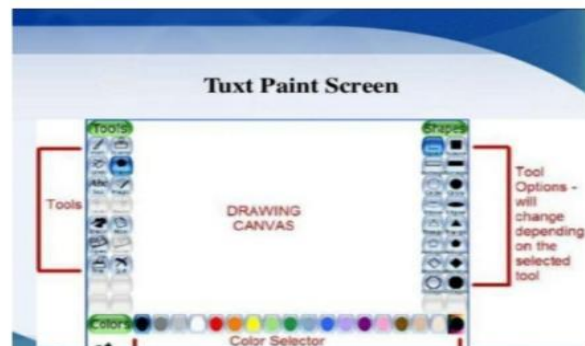 Tuxt Paint Screen
Tools
Shapes
Abc
Tools
DRAWING
CANVAS
Tool
Options -
will
change
depending
on the
selected
tool
Colors
Color Selector